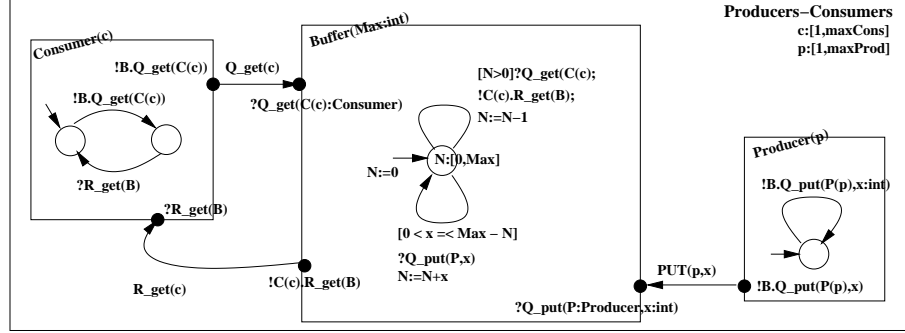 Producers−Consumers
c:[1,maxCons]
p:[1,maxProd]
Consumer(c)
!B.Q_get(C(c))
Q_get(c)
!B.Q_get(C(c))
?R_get(B)
?R_get(B)
R_get(c)
Buffer(Max:int)
?Q_get(C(c):Consumer)
[N>0]?Q_get(C(c);
!C(c).R_get(B);
N:=N−1
N:=0
N:[0,Max]
[0 < x =< Max − N]
?Q_put(P,x)
N:=N+x
!C(c).R_get(B)
?Q_put(P:Producer,x:int)
PUT(p,x)
Producer(p)
!B.Q_put(P(p),x:int)
!B.Q_put(P(p),x)